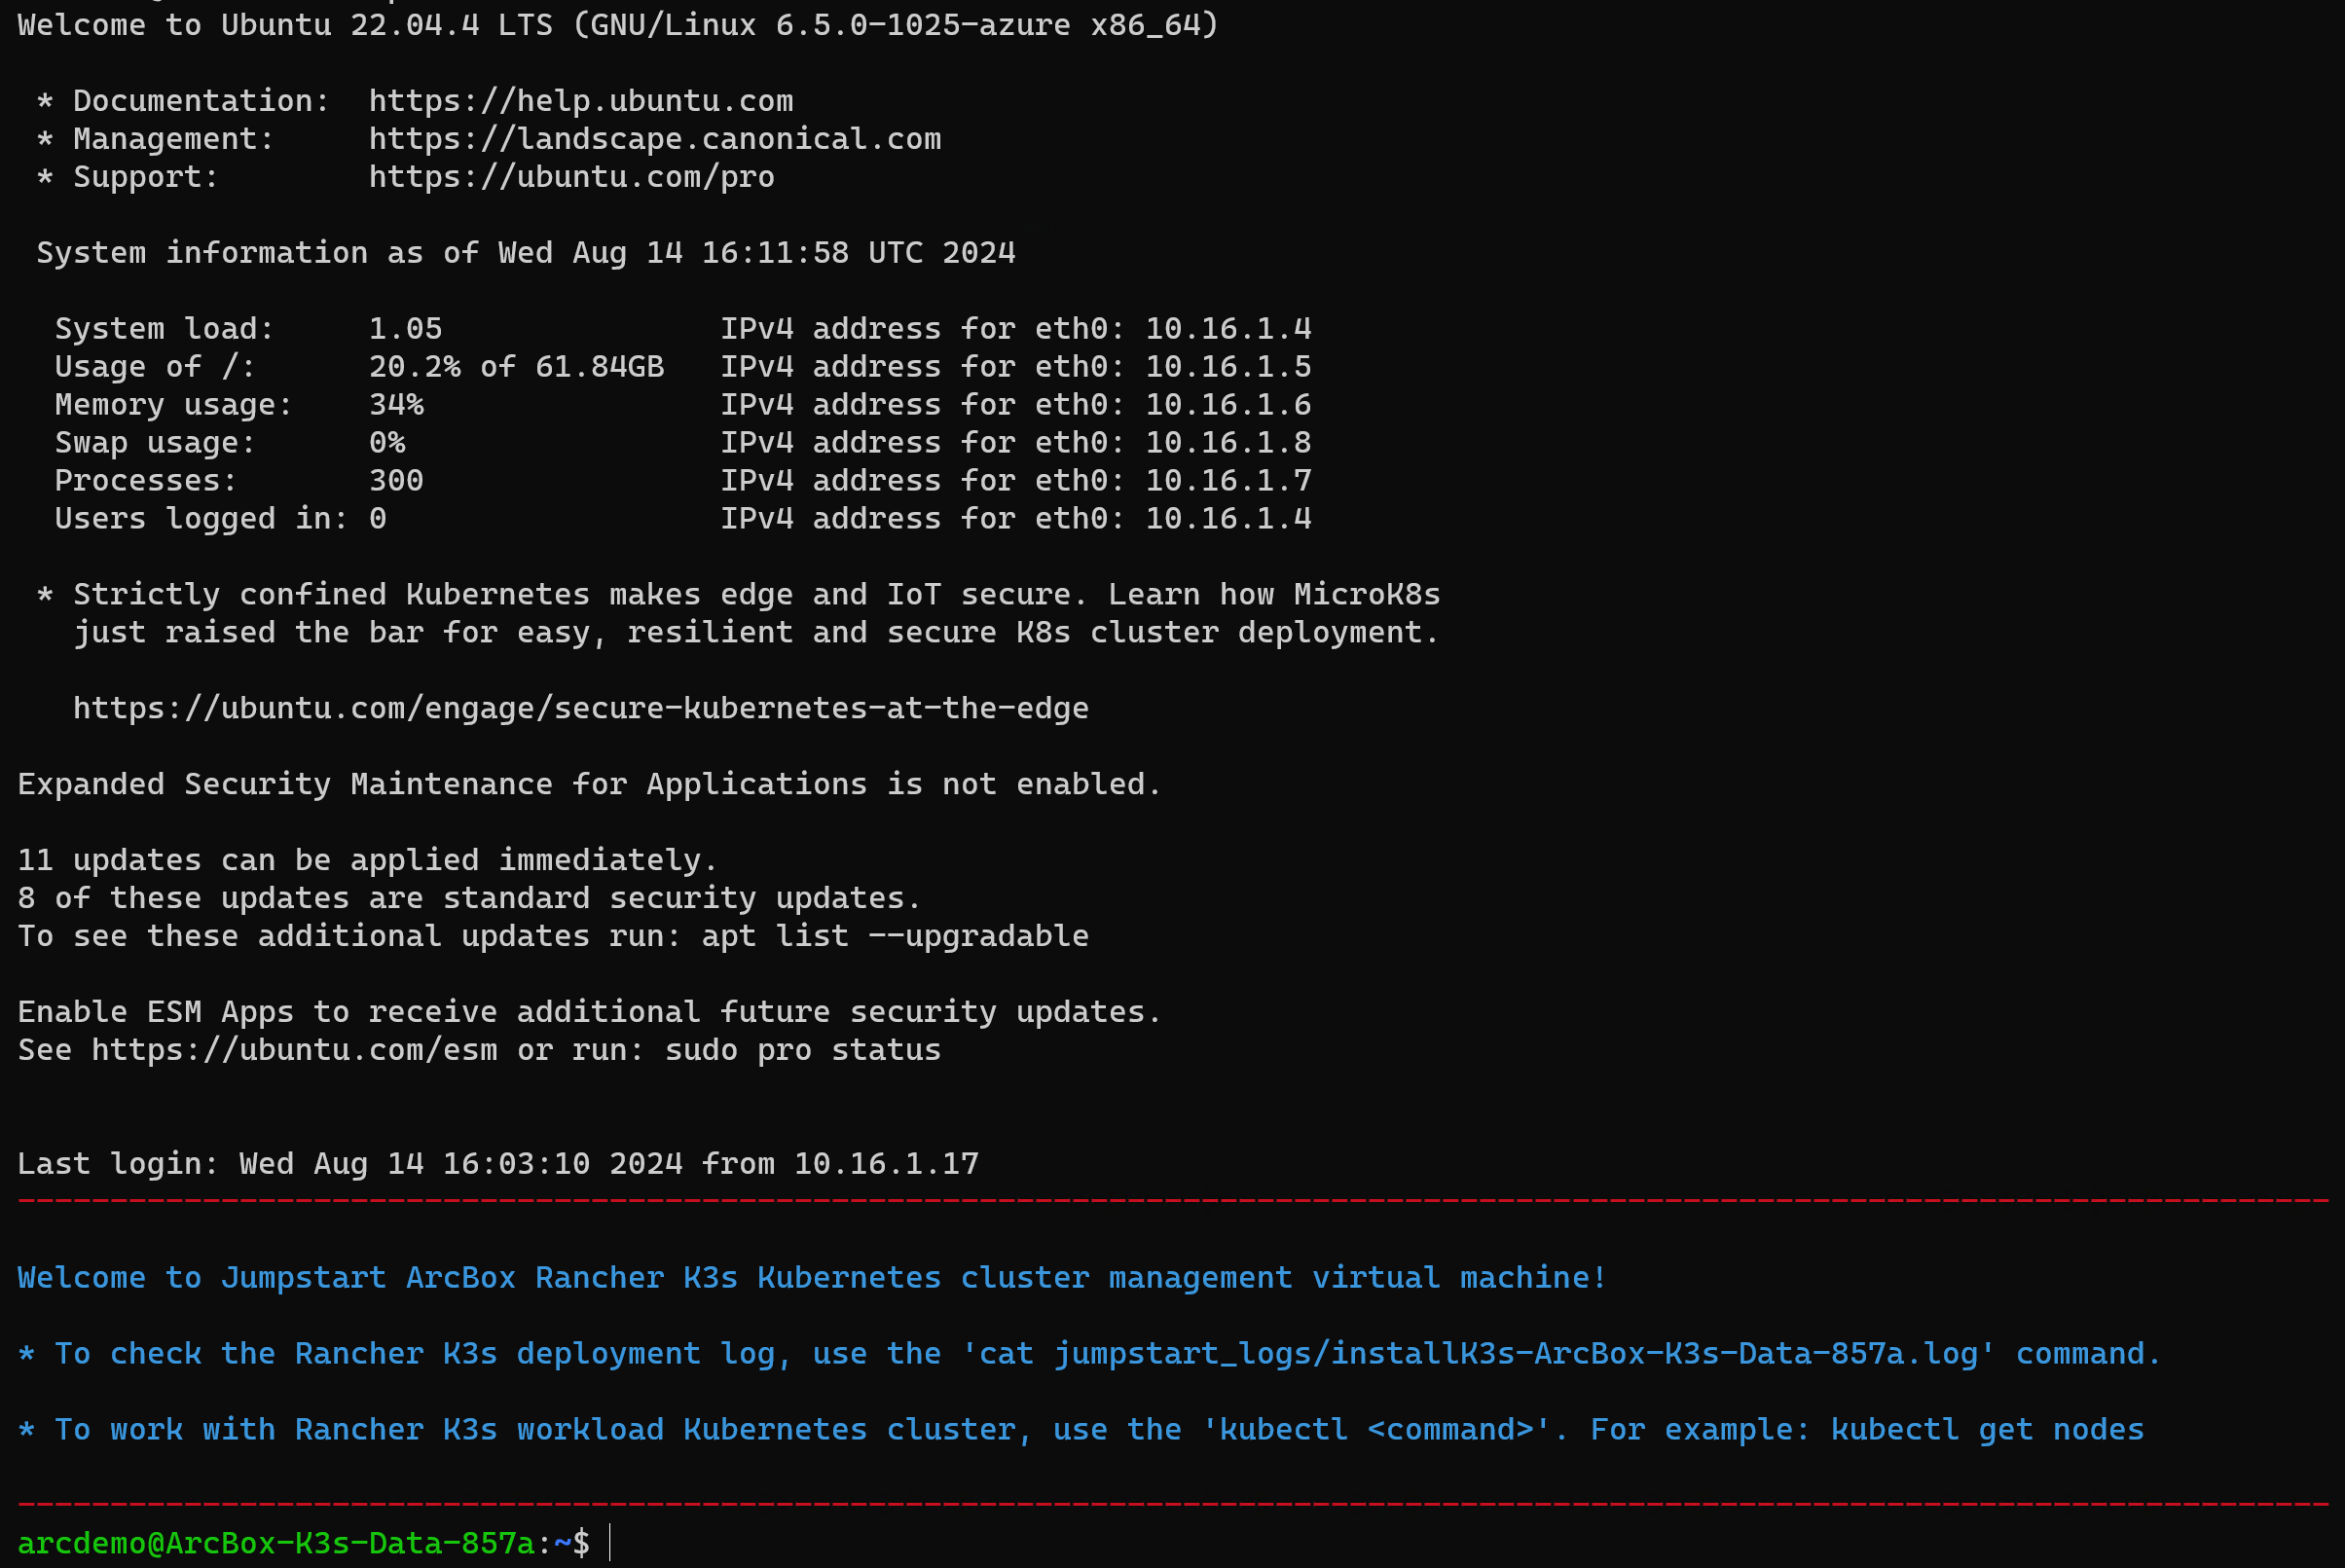 Welcome to Ubuntu 22.04.4 LTS (GNU/Linux 6.5.0-1025-azure x86_64)
* Documentation:  https://help.ubuntu.com
* Management:     https://landscape.canonical.com
* Support:        https://ubuntu.com/pro
System information as of Wed Aug 14 16:11:58 UTC 2024
System load:     1.05               IPv4 address for eth0: 10.16.1.4
Usage of /:      20.2% of 61.84GB   IPv4 address for eth0: 10.16.1.5
Memory usage:    34%                IPv4 address for eth0: 10.16.1.6
Swap usage:      0%                 IPv4 address for eth0: 10.16.1.8
Processes:       300                IPv4 address for eth0: 10.16.1.7
Users logged in: 0                  IPv4 address for eth0: 10.16.1.4
* Strictly confined Kubernetes makes edge and IoT secure. Learn how MicroK8s
just raised the bar for easy, resilient and secure K8s cluster deployment.
https://ubuntu.com/engage/secure-kubernetes-at-the-edge
Expanded Security Maintenance for Applications is not enabled.
11 updates can be applied immediately.
8 of these updates are standard security updates.
To see these additional updates run: apt list --upgradable
Enable ESM Apps to receive additional future security updates.
See https://ubuntu.com/esm or run: sudo pro status
Last login: Wed Aug 14 16:03:10 2024 from 10.16.1.17
Welcome to Jumpstart ArcBox Rancher K3s Kubernetes cluster management virtual machine!
* To check the Rancher K3s deployment log, use the 'cat jumpstart_logs/installK3s-ArcBox-K3s-Data-857a.log' command.
* To work with Rancher K3s workload Kubernetes cluster, use the 'kubectl <command>'. For example: kubectl get nodes
arcdemo@ArcBox-K3s-Data-857a:~$